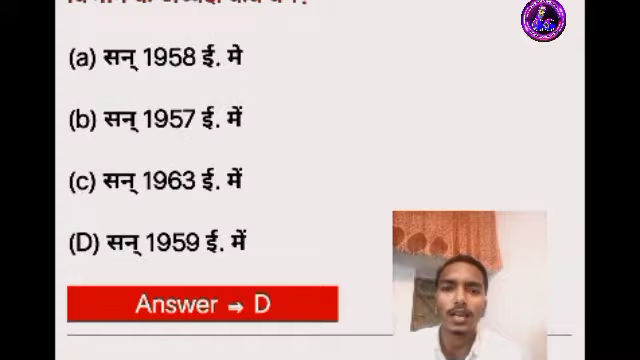 (a) सन् 1958 ई. मे
(b) सन् 1957 ई. में
(c) सन् 1963 ई. में
(D) सन् 1959 ई. में
Answer ➡ D